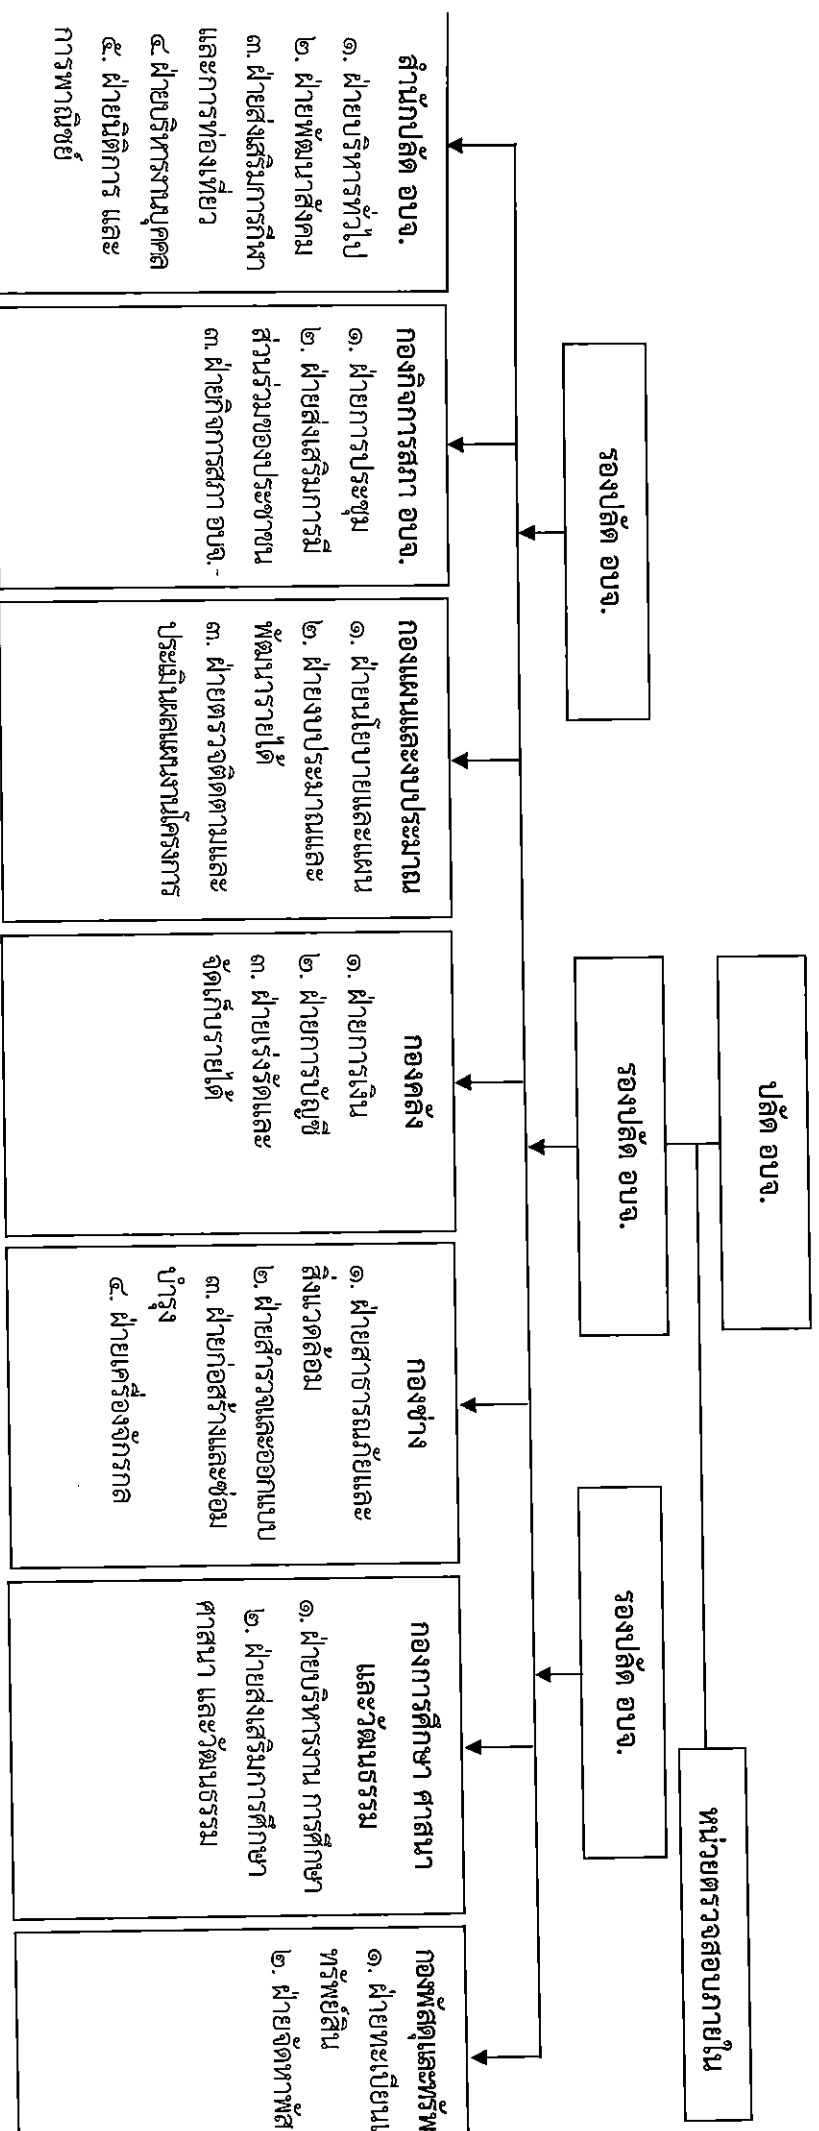 ปลัด อบจ.
หน่วยตรวจสอบภายใน
รองปลัด อบจ.
รองปลัด อบจ.
รองปลัด อบจ.
สำนักปลัด อบจ.
๑. ฝ่ายบริหารทั่วไป
๒. ฝ่ายพัฒนาสังคม
๓. ฝ่ายส่งเสริมการกีฬา
และการท่องเที่ยว
๔. ฝ่ายบริหารงานบุคคล
๕. ฝ่ายนิติการ และ
การพาณิชย์
กองกิจการสภา อบจ.
๑. ฝ่ายการประชุม
๒. ฝ่ายส่งเสริมการมี
ส่วนร่วมของประชาชน
๓. ฝ่ายกิจการสภา อบจ.
กองแผนและงบประมาณ
๑. ฝ่ายนโยบายและแผน
๒. ฝ่ายงบประมาณและ
พัฒนารายได้
๓. ฝ่ายตรวจติดตามและ
ประเมินผลแผนงานโครงการ
กองคลัง
๑. ฝ่ายการเงิน
๒. ฝ่ายการบัญชี
๓. ฝ่ายเร่งรัดและ
จัดเก็บรายได้
กองช่าง
๑. ฝ่ายสาธารณภัยและ
สิ่งแวดล้อม
๒. ฝ่ายสำรวจและออกแบบ
๓. ฝ่ายก่อสร้างและซ่อม
บำรุง
๔. ฝ่ายเครื่องจักรกล
กองการศึกษา ศาสนา
และวัฒนธรรม
๑. ฝ่ายบริหารงาน การศึกษา
๒. ฝ่ายส่งเสริมการศึกษา
ศาสนา และวัฒนธรรม
กองพัสดุและทรัพ
๑. ฝ่ายทะเบียนแ
ทรัพย์สิน
๒. ฝ่ายจัดหาพัส